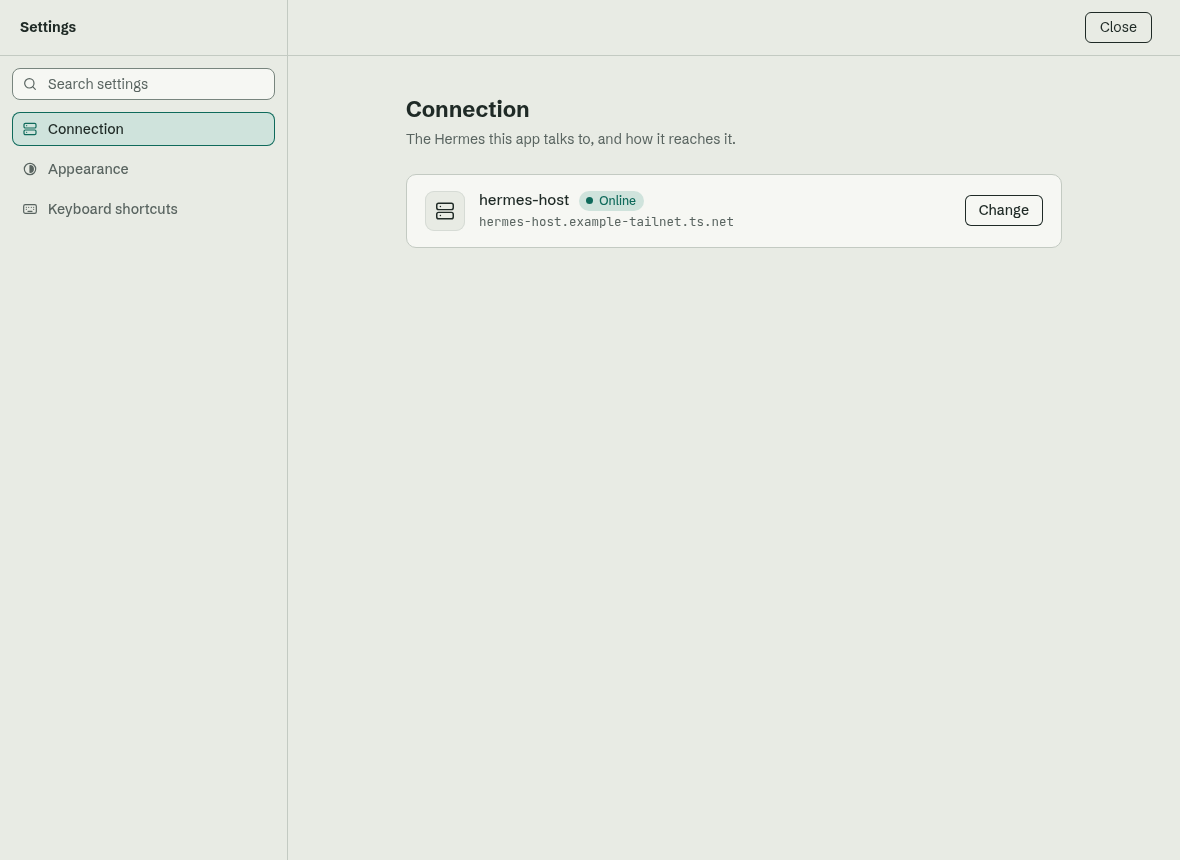 Settings
Close
Search settings
Connection
Appearance
Keyboard shortcuts
Connection
The Hermes this app talks to, and how it reaches it.
hermes-host
Online
hermes-host.example-tailnet.ts.net
Change